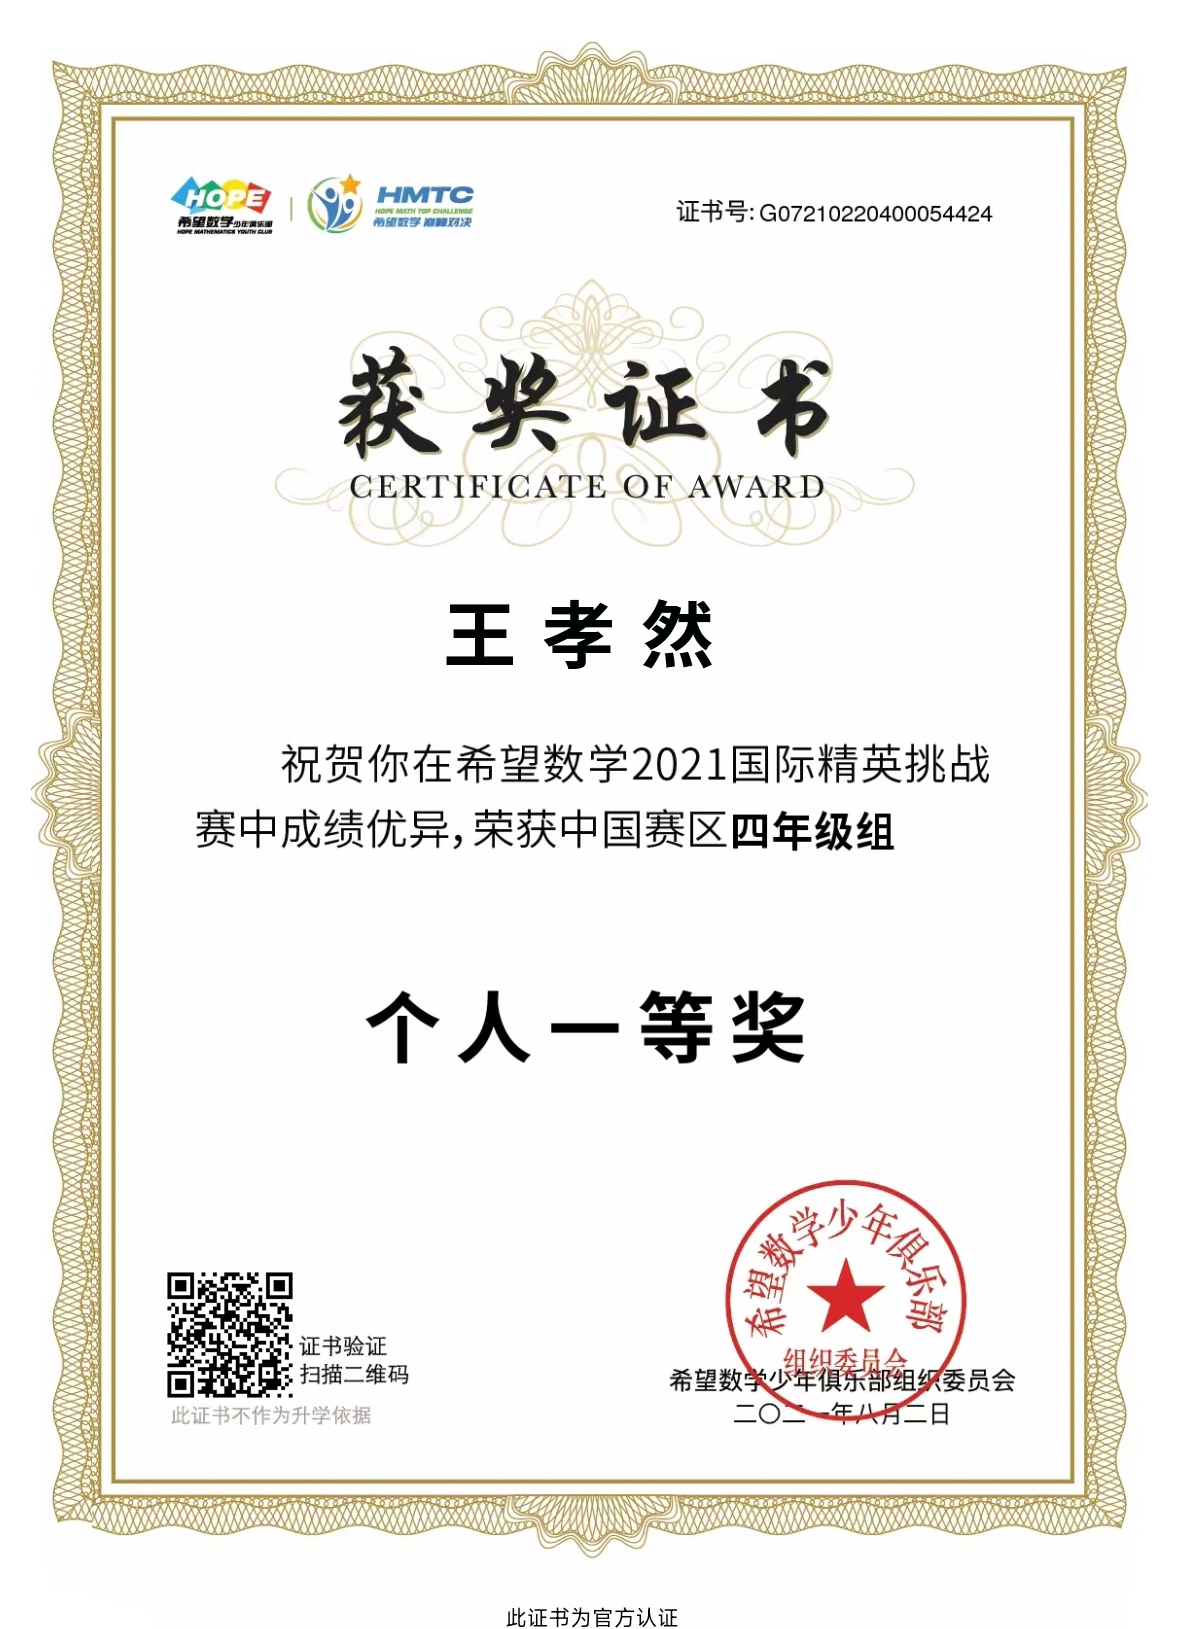 HOPE
希望数学少年俱乐部
HOPE MATHEMATICS YOUTH CLUB
HMTC
HOPE MATH TOP CHALLENGE
希望数学 巅峰对决
证书号: G07210220400054424
获奖证书
CERTIFICATE OF AWARD
王孝然
祝贺你在希望数学2021国际精英挑战
赛中成绩优异,荣获中国赛区四年级组
个人一等奖
希望数学少年俱乐部
组织委员会
证书验证
扫描二维码
此证书不作为升学依据
希望数学少年俱乐部组织委员会
二〇二一年八月二日
此证书为官方认证